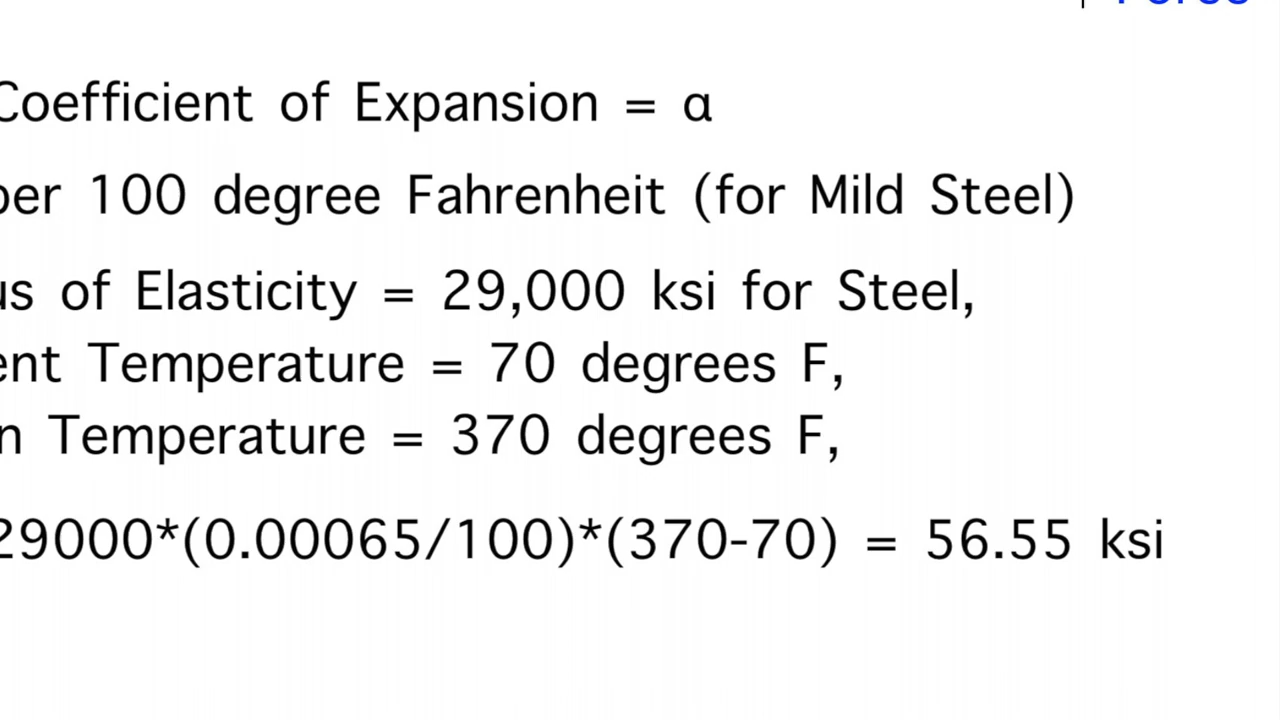 Force
Coefficient of Expansion = α
per 100 degree Fahrenheit (for Mild Steel)
us of Elasticity = 29,000 ksi for Steel,
ent Temperature = 70 degrees F,
n Temperature = 370 degrees F,
29000*(0.00065/100)*(370-70) = 56.55 ksi